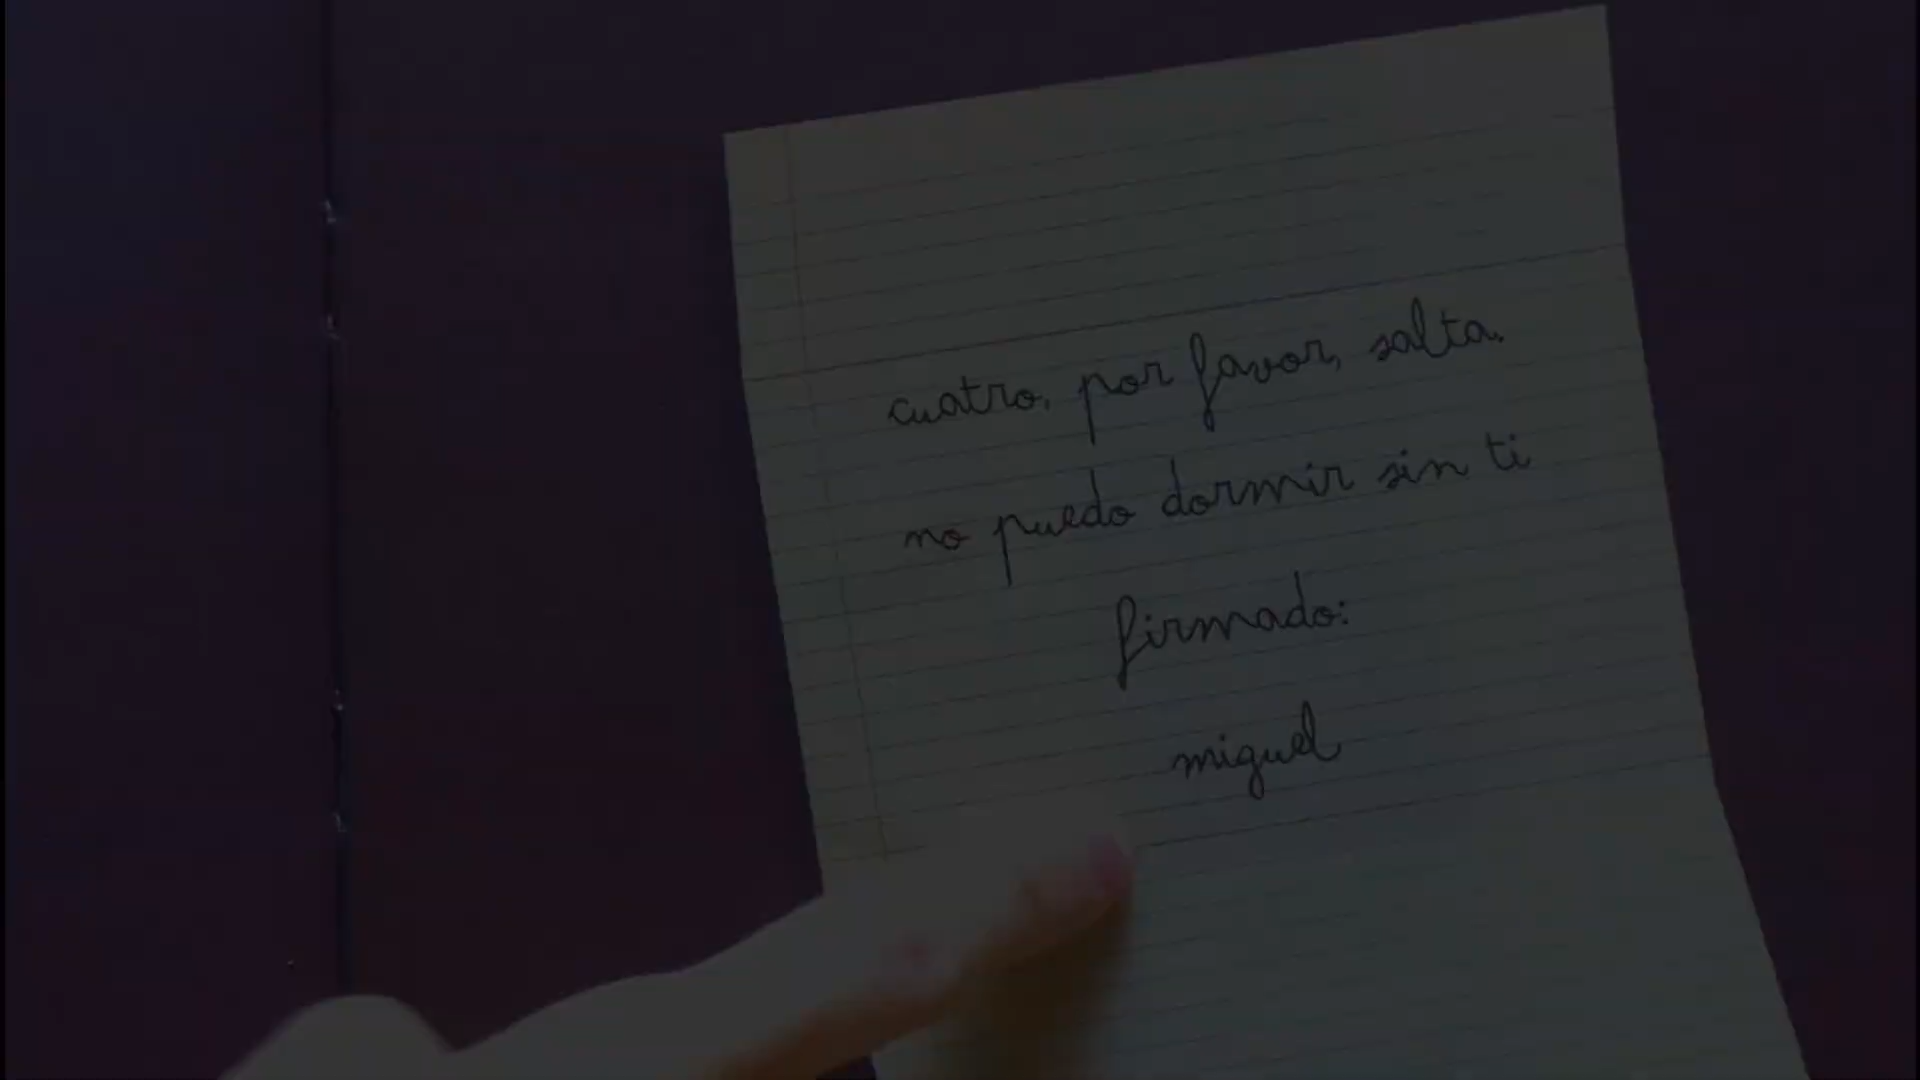 cuatro, por favor, salta.
no puedo dormir sin ti
firmado:
miguel